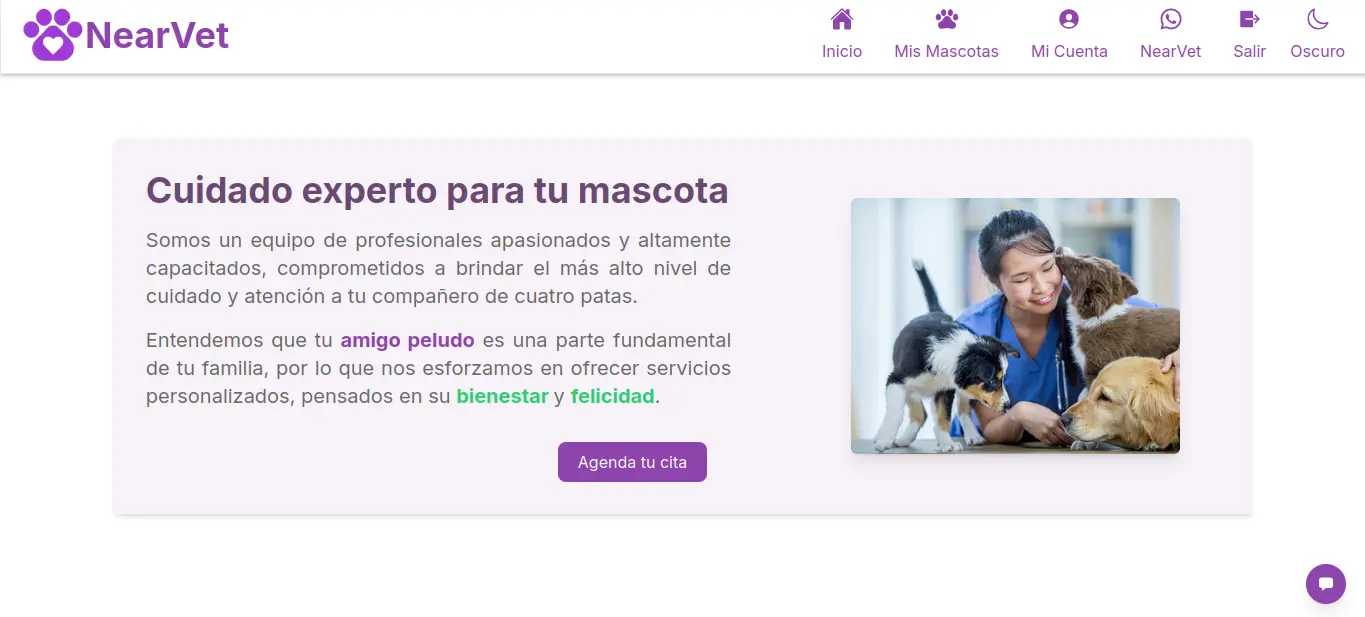 NearVet
Inicio
Mis Mascotas
Mi Cuenta
NearVet
Salir
Oscuro
Cuidado experto para tu mascota
Somos un equipo de profesionales apasionados y altamente
capacitados, comprometidos a brindar el más alto nivel de
cuidado y atención a tu compañero de cuatro patas.
Entendemos que tu amigo peludo es una parte fundamental
de tu familia, por lo que nos esforzamos en ofrecer servicios
personalizados, pensados en su bienestar y felicidad.
Agenda tu cita